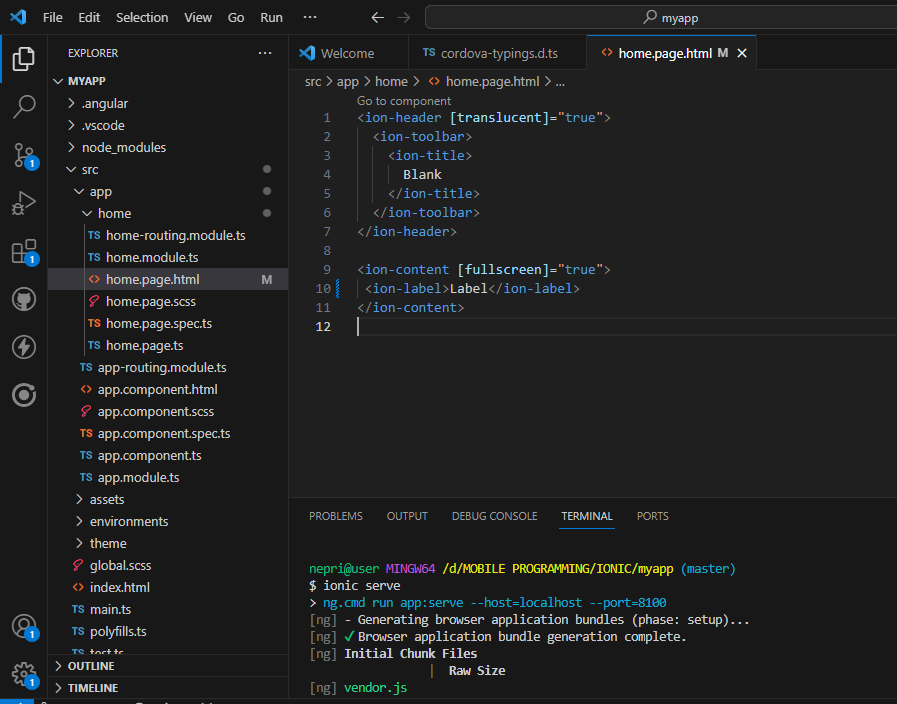 File Edit Selection View Go Run ···
myapp
EXPLORER ···
MYAPP
.angular
.vscode
node_modules
src
app
home
TS home-routing.module.ts
TS home.module.ts
<> home.page.html M
home.page.scss
TS home.page.spec.ts
TS home.page.ts
TS app-routing.module.ts
<> app.component.html
app.component.scss
TS app.component.spec.ts
TS app.component.ts
TS app.module.ts
assets
environments
theme
global.scss
<> index.html
TS main.ts
TS polyfills.ts
TS test.ts
OUTLINE
TIMELINE
1
1
1
1
Welcome
TS cordova-typings.d.ts
<> home.page.html M ×
src > app > home > <> home.page.html > ...
Go to component
1 <ion-header [translucent]="true">
2 <ion-toolbar>
3 <ion-title>
4 Blank
5 </ion-title>
6 </ion-toolbar>
7 </ion-header>
8
9 <ion-content [fullscreen]="true">
10 <ion-label>Label</ion-label>
11 </ion-content>
12
PROBLEMS OUTPUT DEBUG CONSOLE TERMINAL PORTS
nepri@user MINGW64 /d/MOBILE PROGRAMMING/IONIC/myapp (master)
$ ionic serve
> ng.cmd run app:serve --host=localhost --port=8100
[ng] - Generating browser application bundles (phase: setup)...
[ng] ✓ Browser application bundle generation complete.
[ng] Initial Chunk Files
| Raw Size
[ng] vendor.js